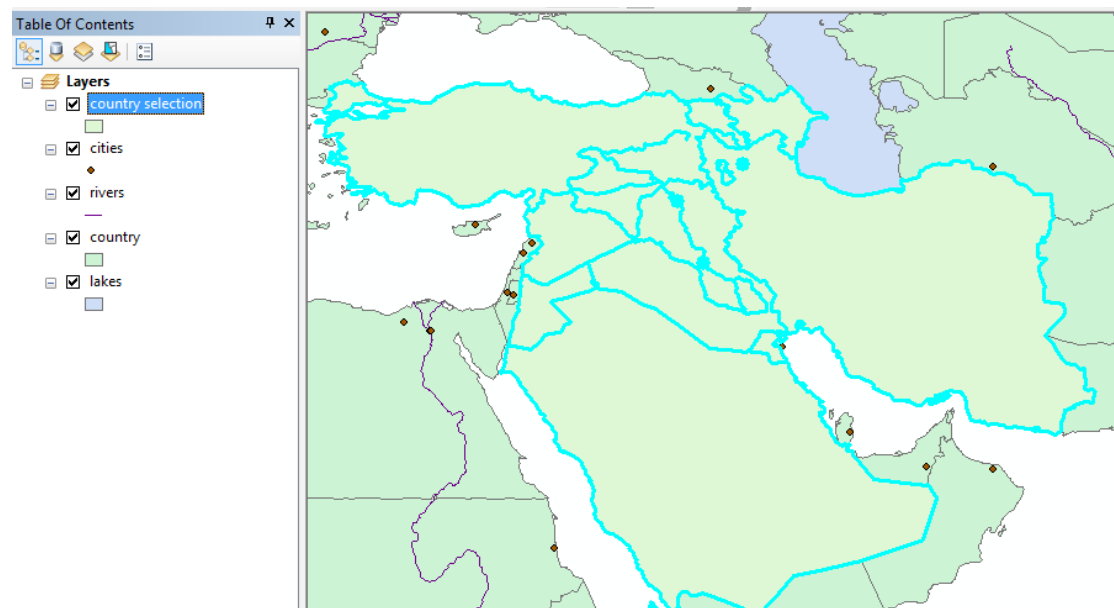 Table Of Contents
Layers
country selection
cities
rivers
country
lakes